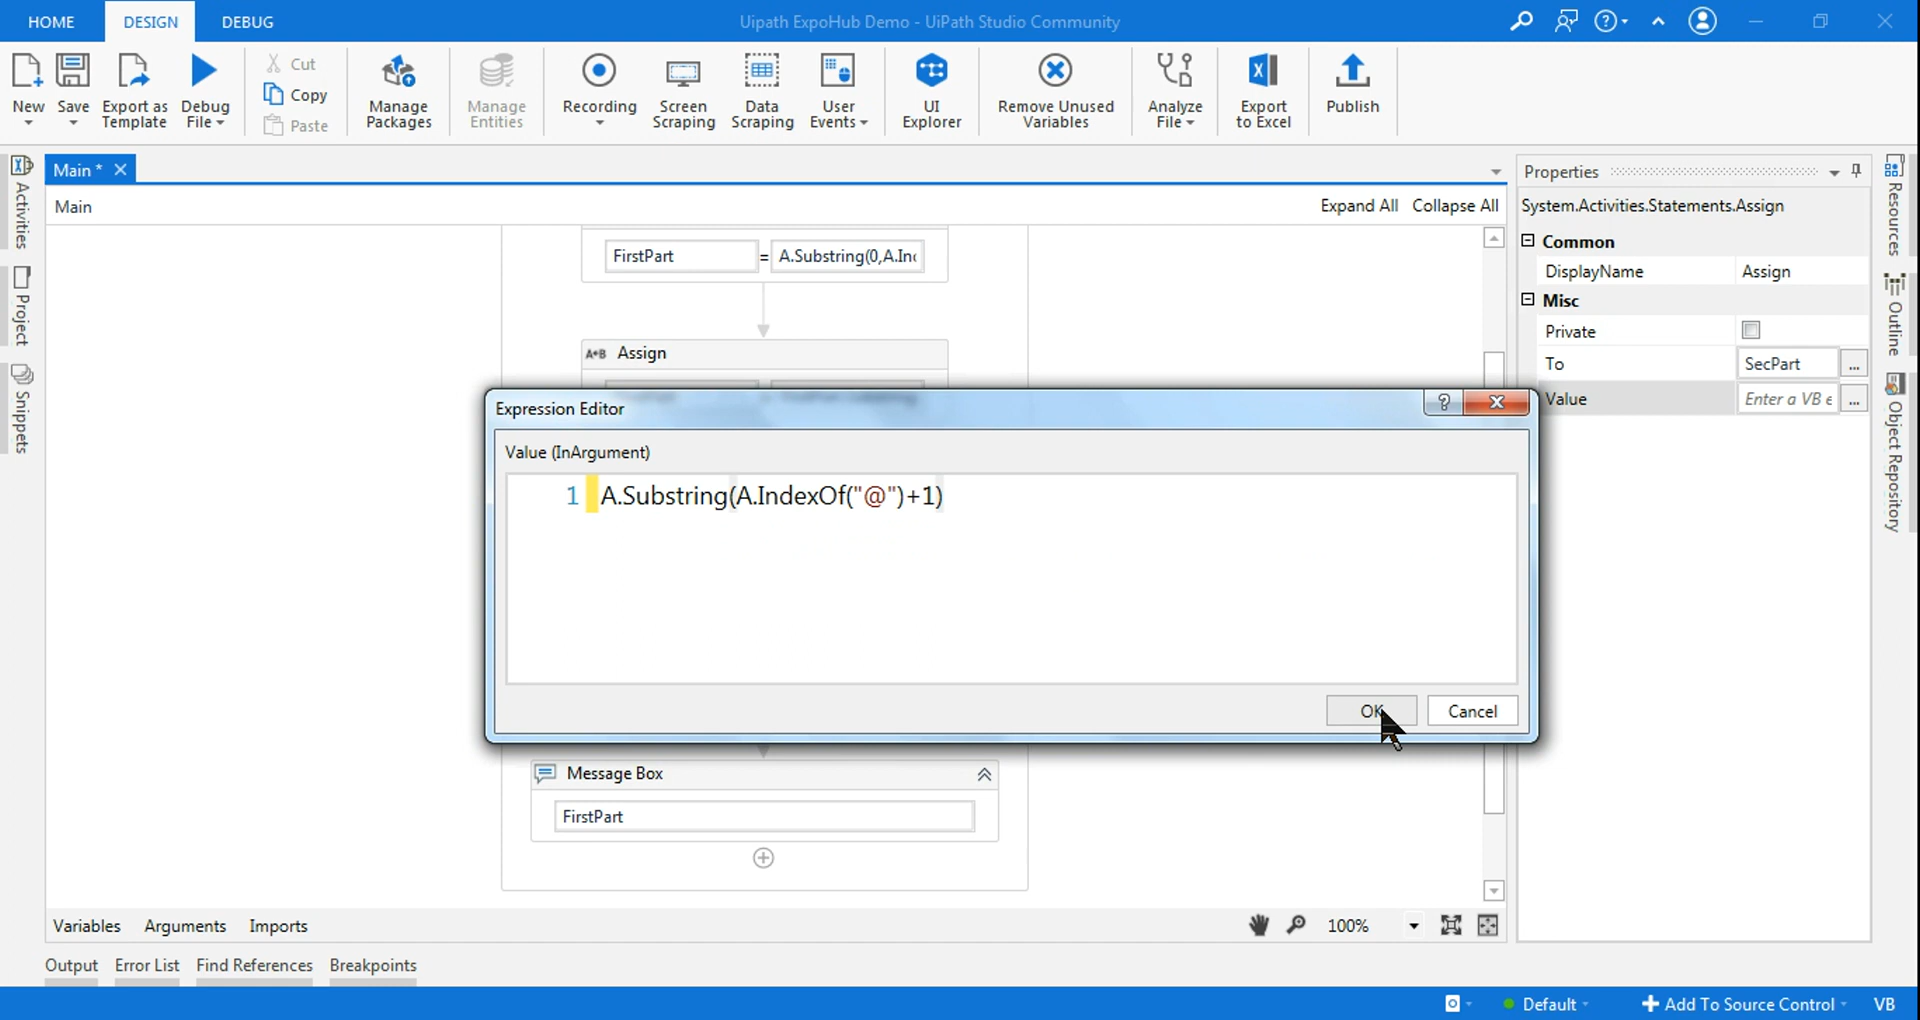 HOME DESIGN DEBUG Uipath ExpoHub Demo - UiPath Studio Community
New Save Export as Template Debug File Cut Copy Paste Manage Packages Manage Entities Recording Screen Scraping Data Scraping User Events UI Explorer Remove Unused Variables Analyze File Export to Excel Publish
Activities
Project
Snippets
Main *
Main Expand All Collapse All
FirstPart = A.Substring(0,A.In
A+B Assign
Expression Editor
Value (InArgument)
1 A.Substring(A.IndexOf("@")+1)
OK Cancel
Message Box
FirstPart
Variables Arguments Imports 100%
Output Error List Find References Breakpoints
Properties
System.Activities.Statements.Assign
Common
DisplayName Assign
Misc
Private
To SecPart ...
Value Enter a VB e ...
Resources
Outline
Object Repository
Default Add To Source Control VB